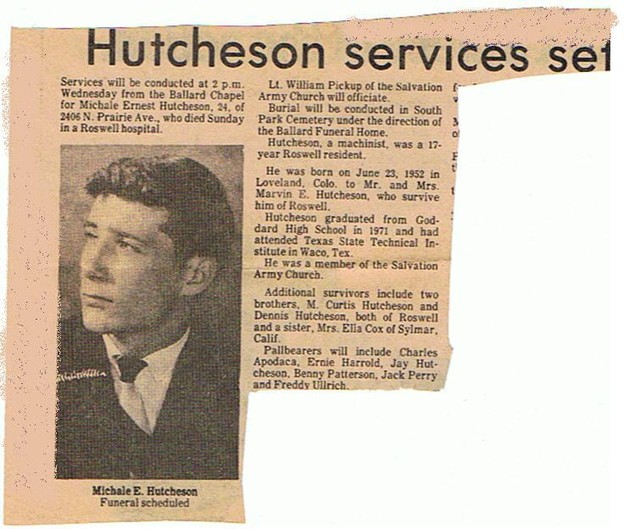 Hutcheson services set
Services will be conducted at 2 p.m.
Wednesday from the Ballard Chapel
for Michale Ernest Hutcheson, 24, of
2406 N. Prairie Ave., who died Sunday
in a Roswell hospital.
Michale E. Hutcheson
Funeral scheduled
Lt. William Pickup of the Salvation
Army Church will officiate.
Burial will be conducted in South
Park Cemetery under the direction of
the Ballard Funeral Home.
Hutcheson, a machinist, was a 17-
year Roswell resident.
He was born on June 23, 1952 in
Loveland, Colo. to Mr. and Mrs.
Marvin E. Hutcheson, who survive
him of Roswell.
Hutcheson graduated from God-
dard High School in 1971 and had
attended Texas State Technical In-
stitute in Waco, Tex.
He was a member of the Salvation
Army Church.
Additional survivors include two
brothers, M. Curtis Hutcheson and
Dennis Hutcheson, both of Roswell
and a sister, Mrs. Ella Cox of Sylmar,
Calif.
Pallbearers will include Charles
Apodaca, Ernie Harrold, Jay Hut-
cheson, Benny Patterson, Jack Perry
and Freddy Ullrich.